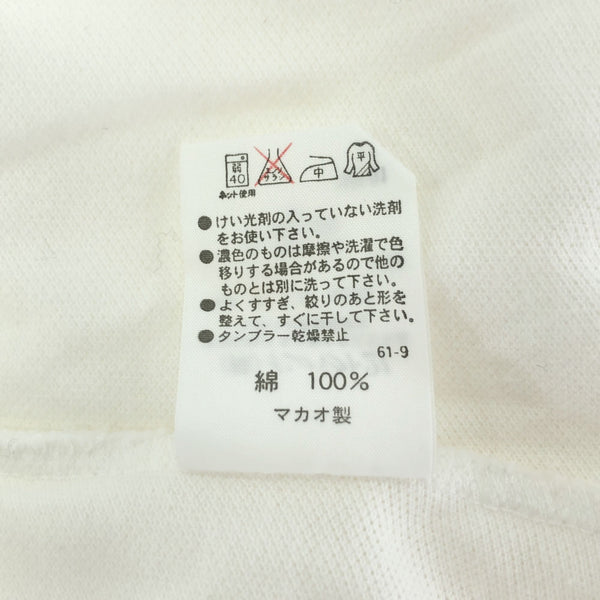 弱
40
エンソ
サラシ
中
平
ネット使用
●けい光剤の入っていない洗剤
をお使い下さい。
●濃色のものは摩擦や洗濯で色
移りする場合があるので他の
ものとは別に洗って下さい。
●よくすすぎ、絞りのあと形を
整えて、すぐに干して下さい。
●タンブラー乾燥禁止
61-9
綿 100%
マカオ製